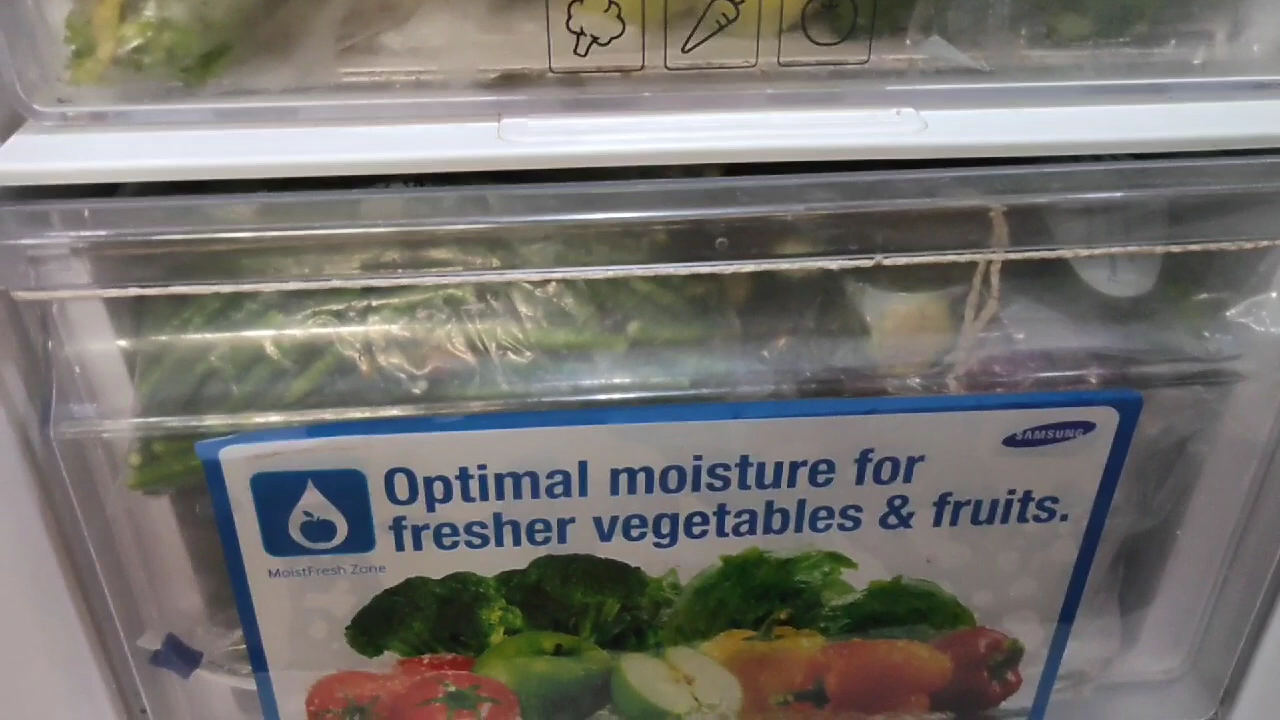 SAMSUNG
Optimal moisture for
fresher vegetables & fruits.
MoistFresh Zone